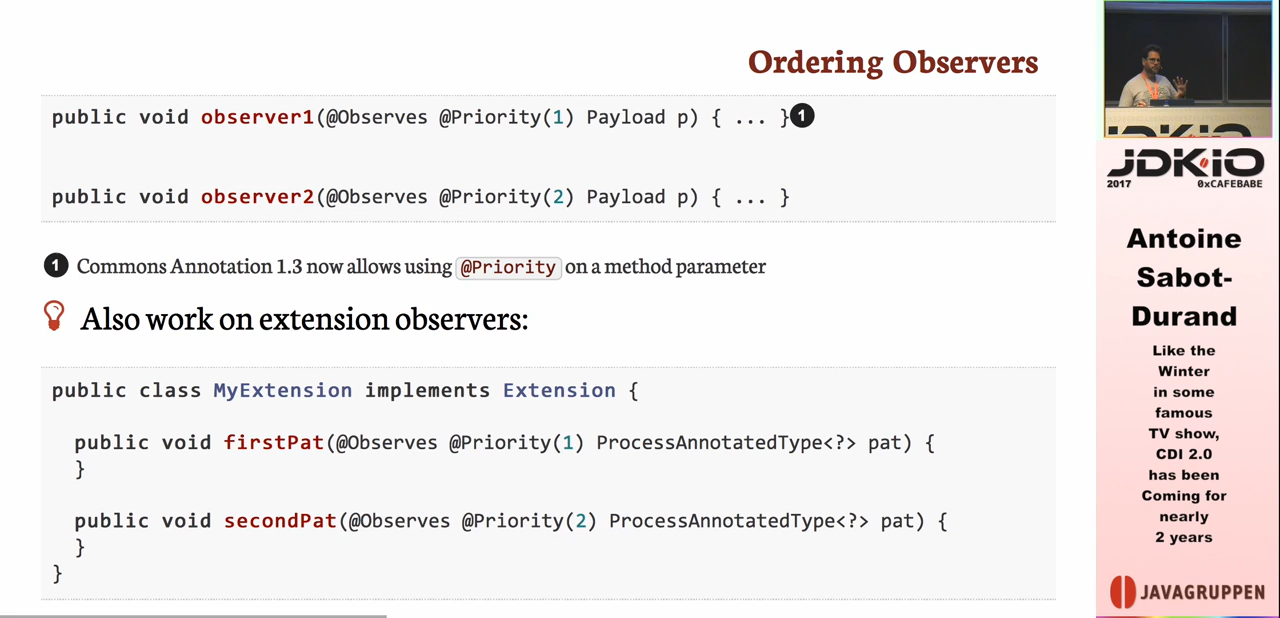 Ordering Observers
public void observer1(@Observes @Priority(1) Payload p) { ... }1
public void observer2(@Observes @Priority(2) Payload p) { ... }
1 Commons Annotation 1.3 now allows using @Priority on a method parameter
Also work on extension observers:
public class MyExtension implements Extension {
public void firstPat(@Observes @Priority(1) ProcessAnnotatedType<?> pat) {
}
public void secondPat(@Observes @Priority(2) ProcessAnnotatedType<?> pat) {
}
}
JDK.IO
2017 0xCAFEBABE
Antoine
Sabot-
Durand
Like the
Winter
in some
famous
TV show,
CDI 2.0
has been
Coming for
nearly
2 years
JAVAGRUPPEN